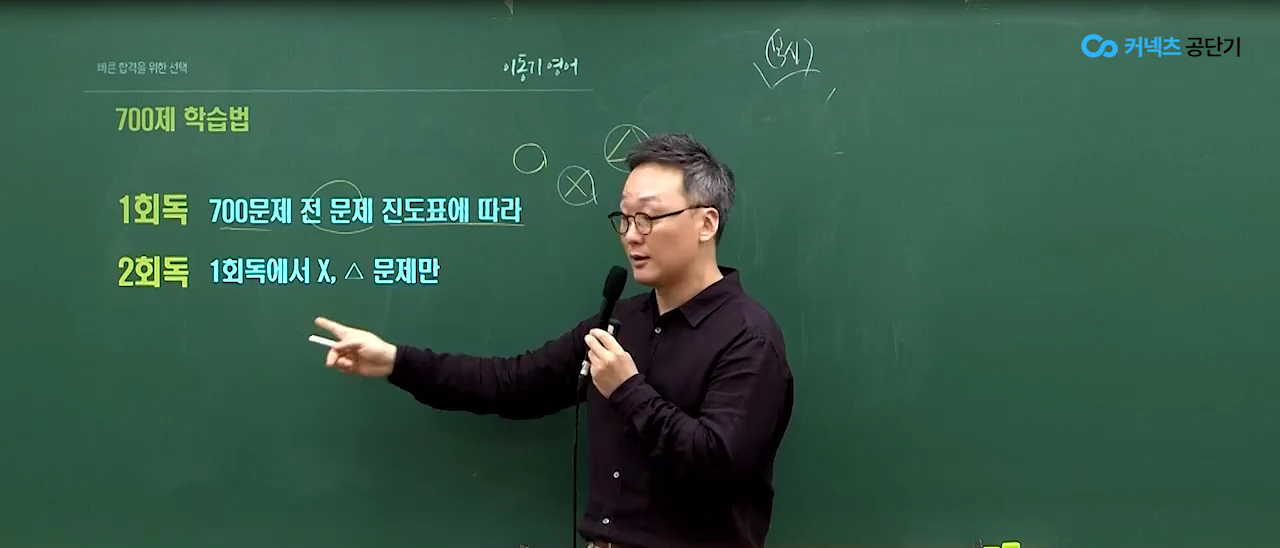 커넥츠 공단기
빠른 합격을 위한 선택
이동기 영어
(복습)
700제 학습법
1회독 700문제 전 문제 진도표에 따라
2회독 1회독에서 X, △ 문제만